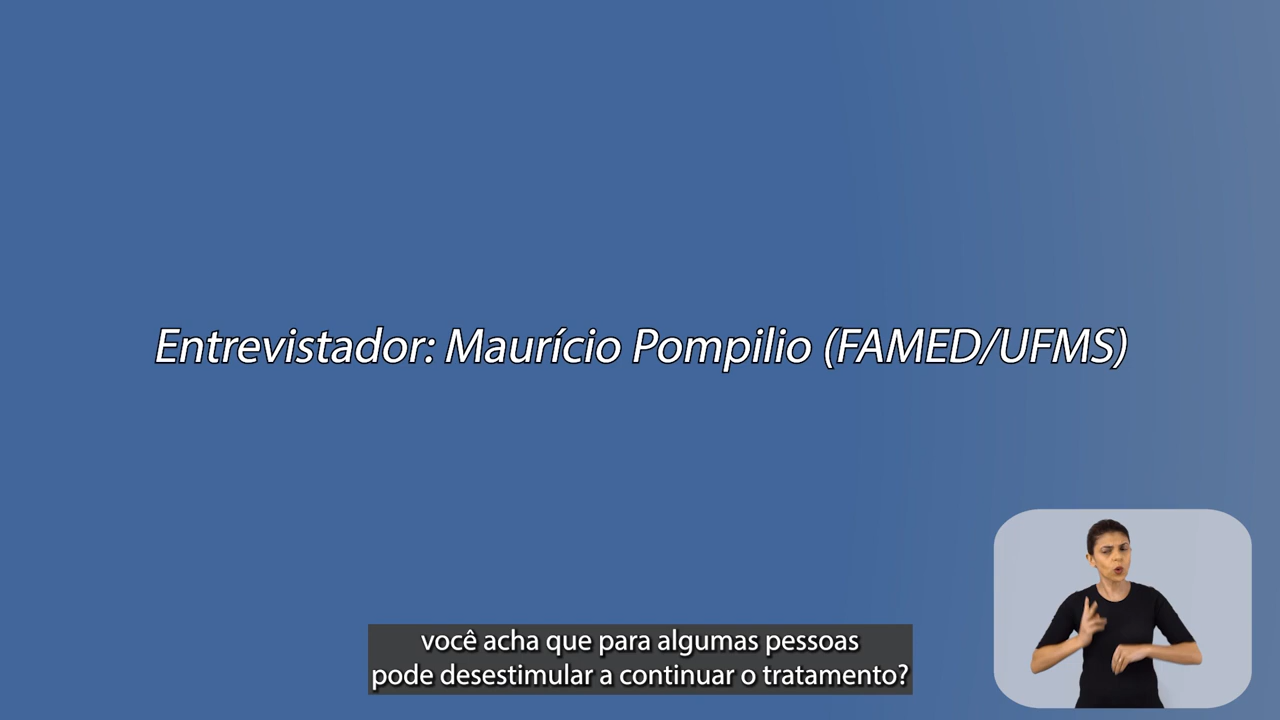 Entrevistador: Maurício Pompilio (FAMED/UFMS)
você acha que para algumas pessoas
pode desestimular a continuar o tratamento?